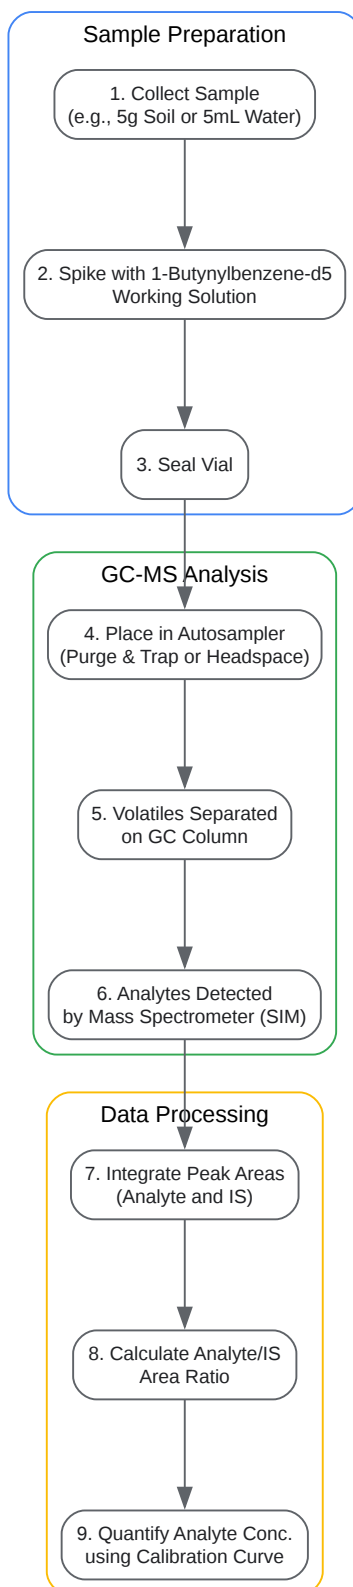 Sample Preparation
1. Collect Sample
(e.g., 5g Soil or 5mL Water)
2. Spike with 1-Butynylbenzene-d5
Working Solution
3. Seal Vial
GC-MS Analysis
4. Place in Autosampler
(Purge & Trap or Headspace)
5. Volatiles Separated
on GC Column
6. Analytes Detected
by Mass Spectrometer (SIM)
Data Processing
7. Integrate Peak Areas
(Analyte and IS)
8. Calculate Analyte/IS
Area Ratio
9. Quantify Analyte Conc.
using Calibration Curve